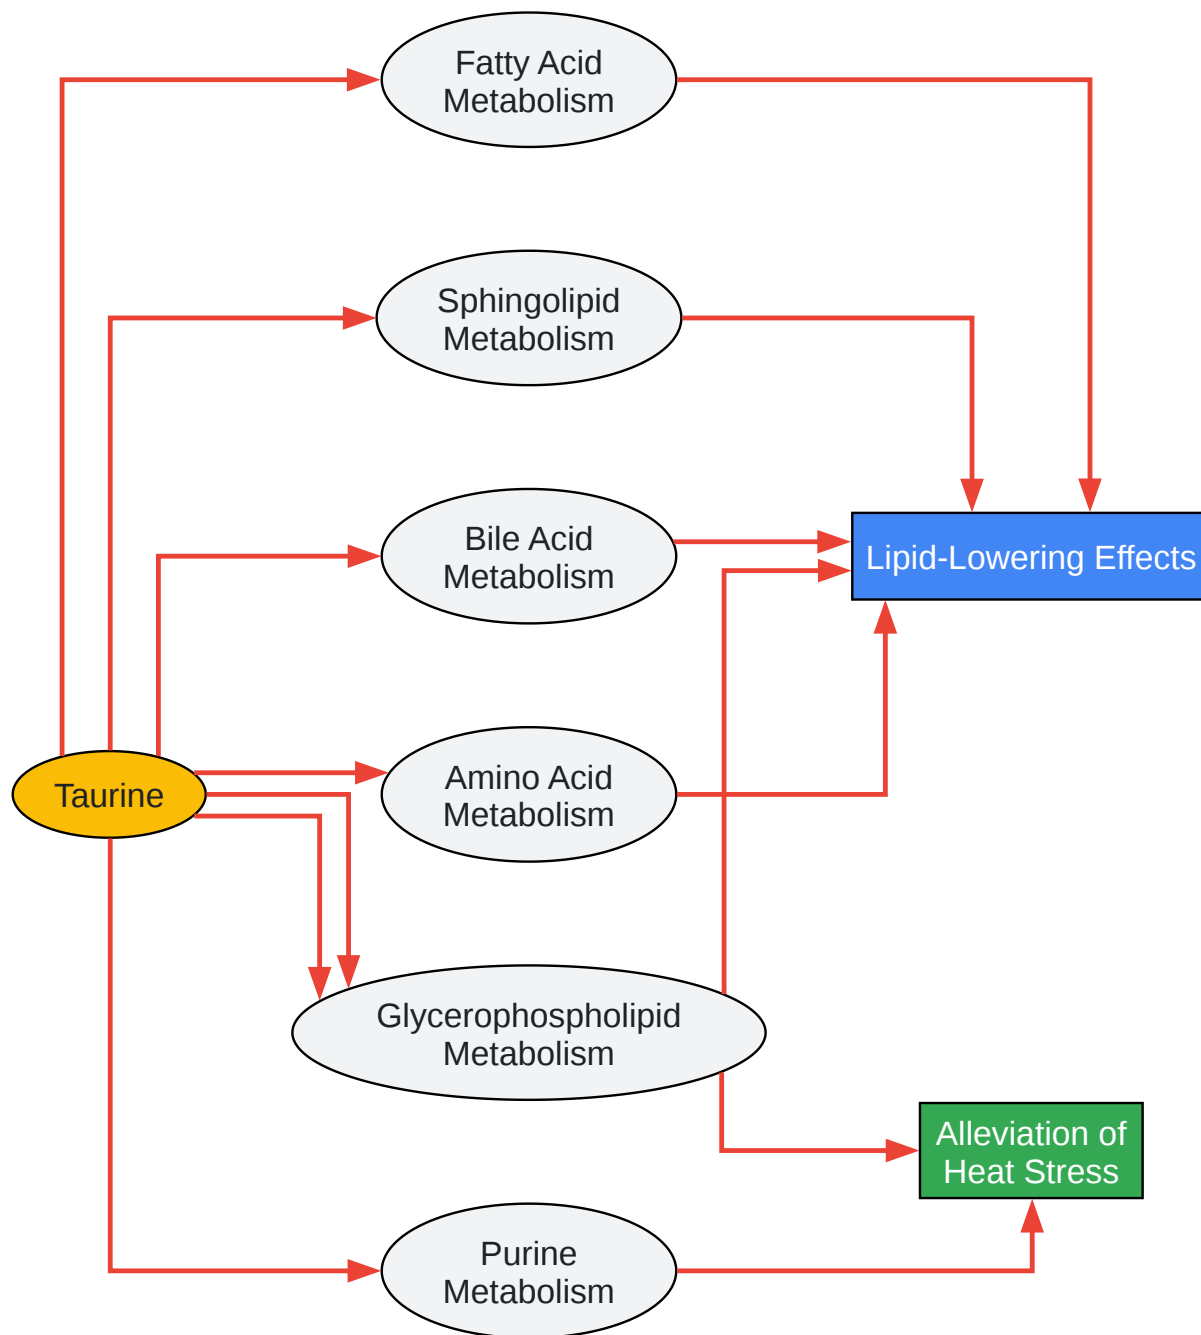 Fatty Acid
Metabolism
Sphingolipid
Metabolism
Bile Acid
Metabolism
Lipid-Lowering Effects
Taurine
Amino Acid
Metabolism
Glycerophospholipid
Metabolism
Alleviation of
Heat Stress
Purine
Metabolism